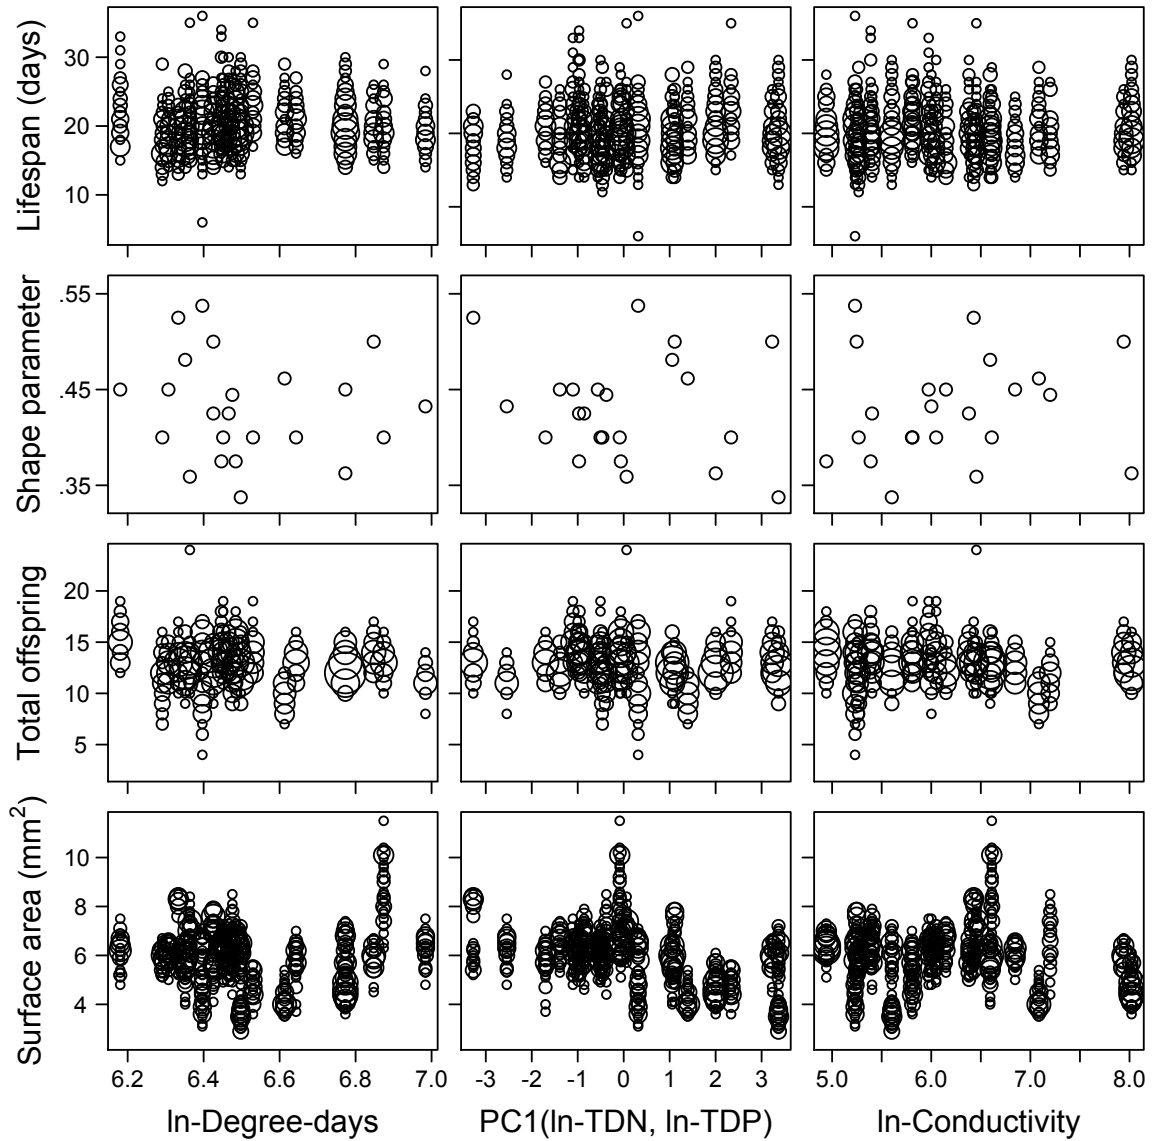 Lifespan (days)
30
20
10
Shape parameter
.55
.45
.35
Total offspring
20
15
10
5
Surface area (mm²)
10
8
6
4
6.2 6.4 6.6 6.8 7.0
-3 -2 -1 0 1 2 3
5.0 6.0 7.0 8.0
ln-Degree-days
PC1(ln-TDN, ln-TDP)
ln-Conductivity